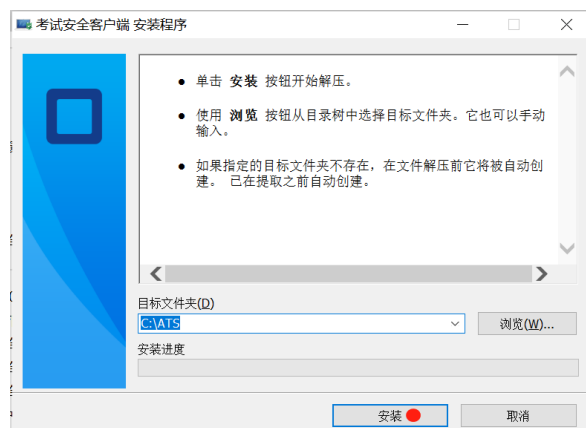 考试安全客户端 安装程序
● 单击 安装 按钮开始解压。
● 使用 浏览 按钮从目录树中选择目标文件夹。它也可以手动
输入。
● 如果指定的目标文件夹不存在，在文件解压前它将被自动创
建。 已在提取之前自动创建。
目标文件夹(D)
C:\ATS
浏览(W)...
安装进度
安装
取消